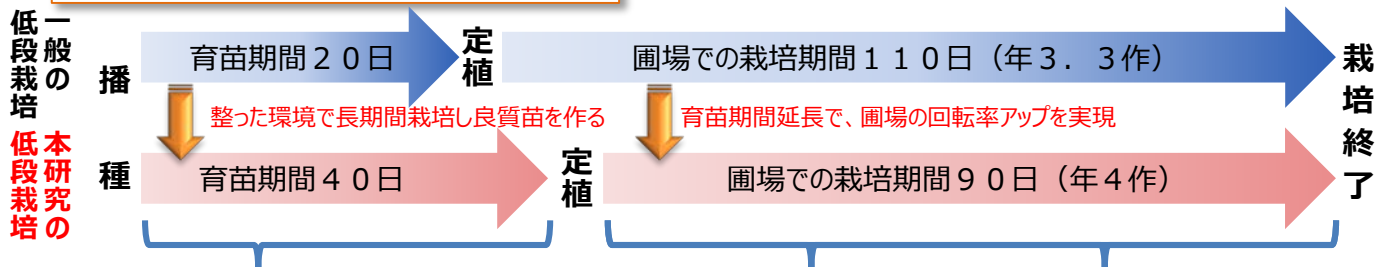 一般の
低段栽培
播種
育苗期間２０日
定植
圃場での栽培期間１１０日（年３．３作）
栽培終了
整った環境で長期間栽培し良質苗を作る
育苗期間延長で、圃場の回転率アップを実現
本研究の
低段栽培
育苗期間４０日
定植
圃場での栽培期間９０日（年４作）